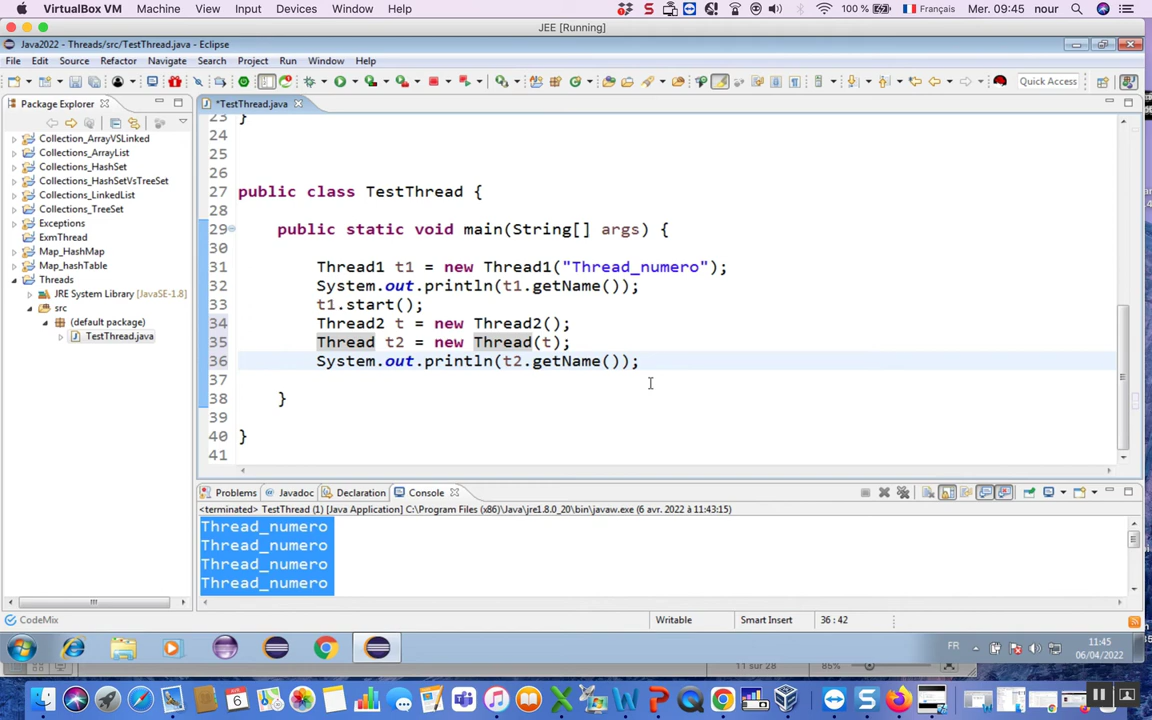 VirtualBox VM Machine View Input Devices Window Help 100 % Français Mer. 09:45 nour
JEE [Running]
Java2022 - Threads/src/TestThread.java - Eclipse
File Edit Source Refactor Navigate Search Project Run Window Help
Quick Access
Package Explorer
*TestThread.java
Collection_ArrayVSLinked
Collections_ArrayList
Collections_HashSet
Collections_HashSetVsTreeSet
Collections_LinkedList
Collections_TreeSet
Exceptions
ExmThread
Map_HashMap
Map_hashTable
Threads
JRE System Library [JavaSE-1.8]
src
(default package)
TestThread.java
23 }
24
25
26
27 public class TestThread {
28
29 public static void main(String[] args) {
30
31 Thread1 t1 = new Thread1("Thread_numero");
32 System.out.println(t1.getName());
33 t1.start();
34 Thread2 t = new Thread2();
35 Thread t2 = new Thread(t);
36 System.out.println(t2.getName());
37
38 }
39
40 }
41
Problems Javadoc Declaration Console
<terminated> TestThread (1) [Java Application] C:\Program Files (x86)\Java\jre1.8.0_20\bin\javaw.exe (6 avr. 2022 à 11:43:15)
Thread_numero
Thread_numero
Thread_numero
Thread_numero
CodeMix
Writable Smart Insert 36 : 42
FR 11:45
06/04/2022
11 sur 28 85%